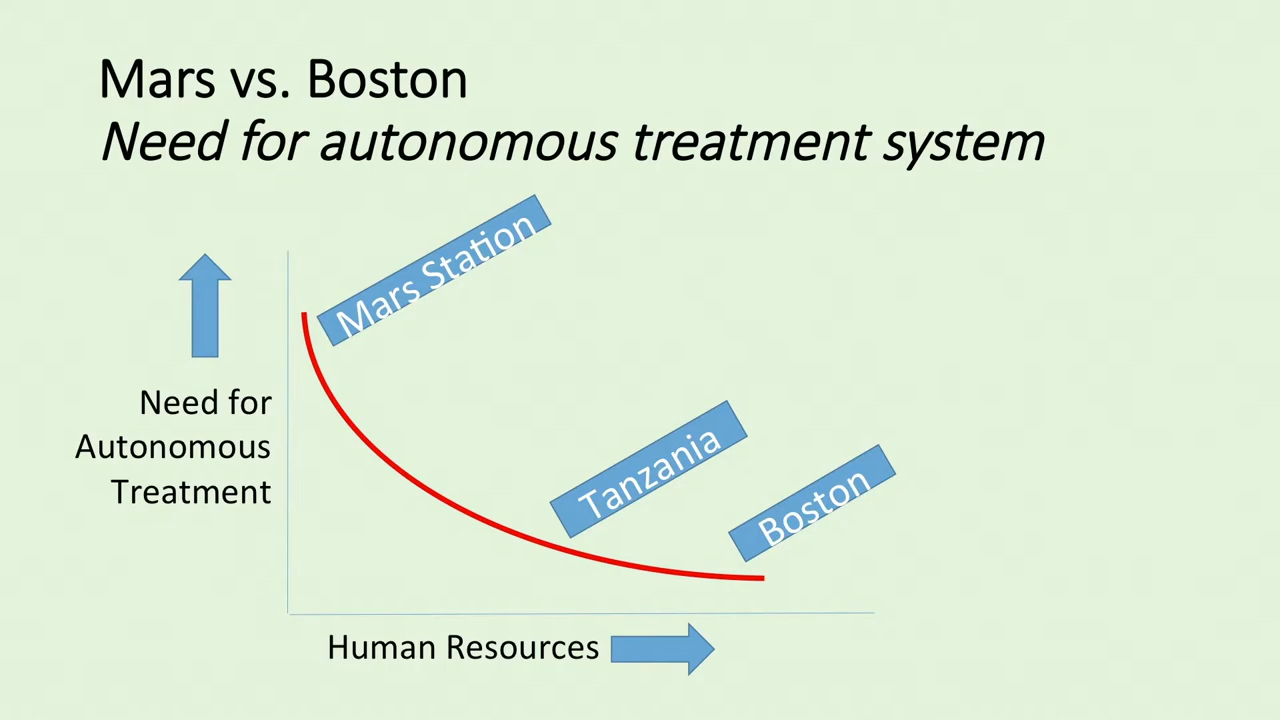 Mars vs. Boston
Need for autonomous treatment system
Mars Station
Need for
Autonomous
Treatment
Tanzania
Boston
Human Resources